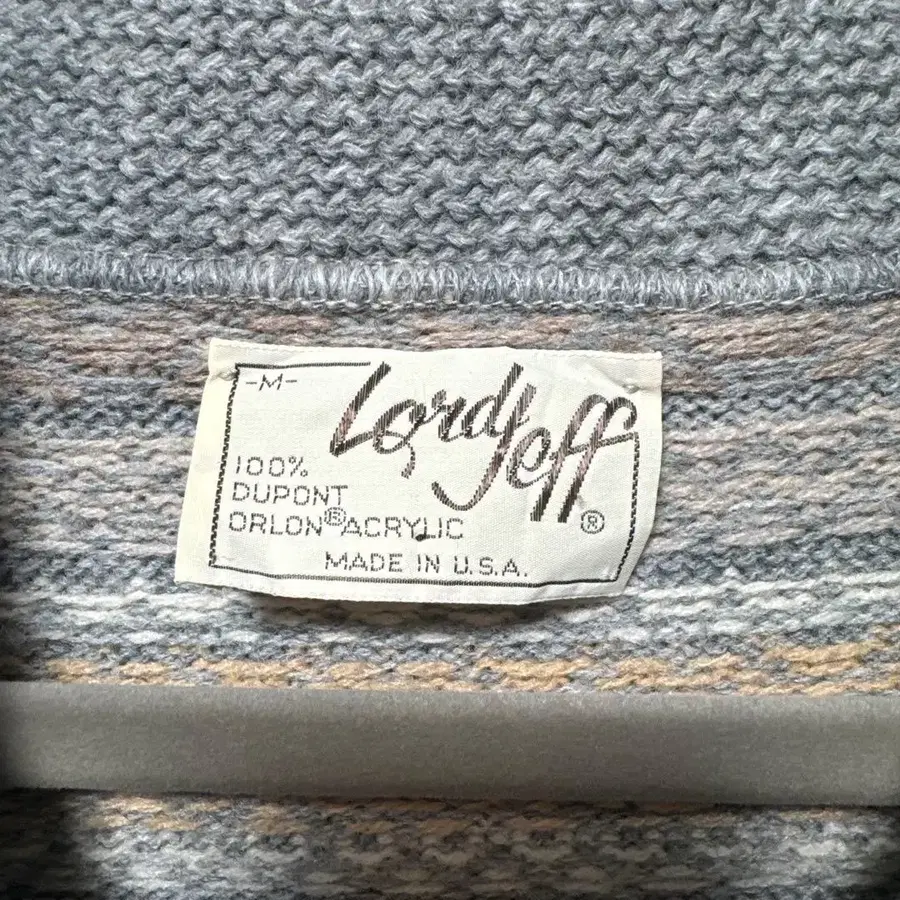 -M-
Lord Jeff
100%
DUPONT
ORLON® ACRYLIC
®
MADE IN U.S.A.